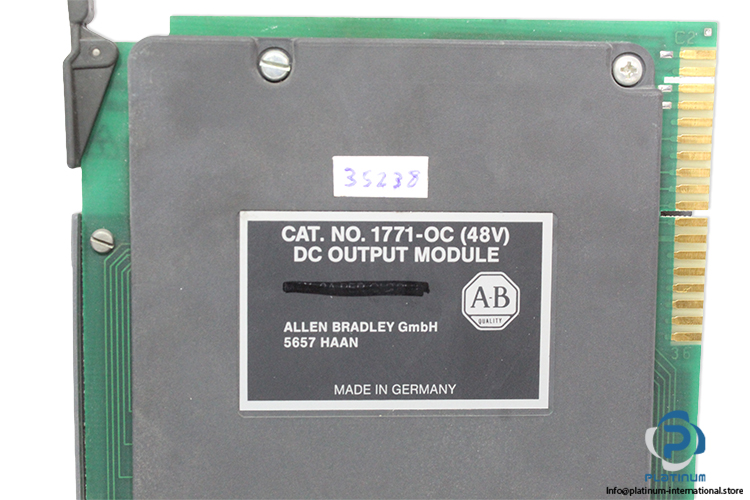 C2
35238
CAT. NO. 1771-OC (48V)
DC OUTPUT MODULE
A-B
QUALITY
ALLEN BRADLEY GmbH
5657 HAAN
MADE IN GERMANY
36
PLATINUM
Info@platinum-international.store